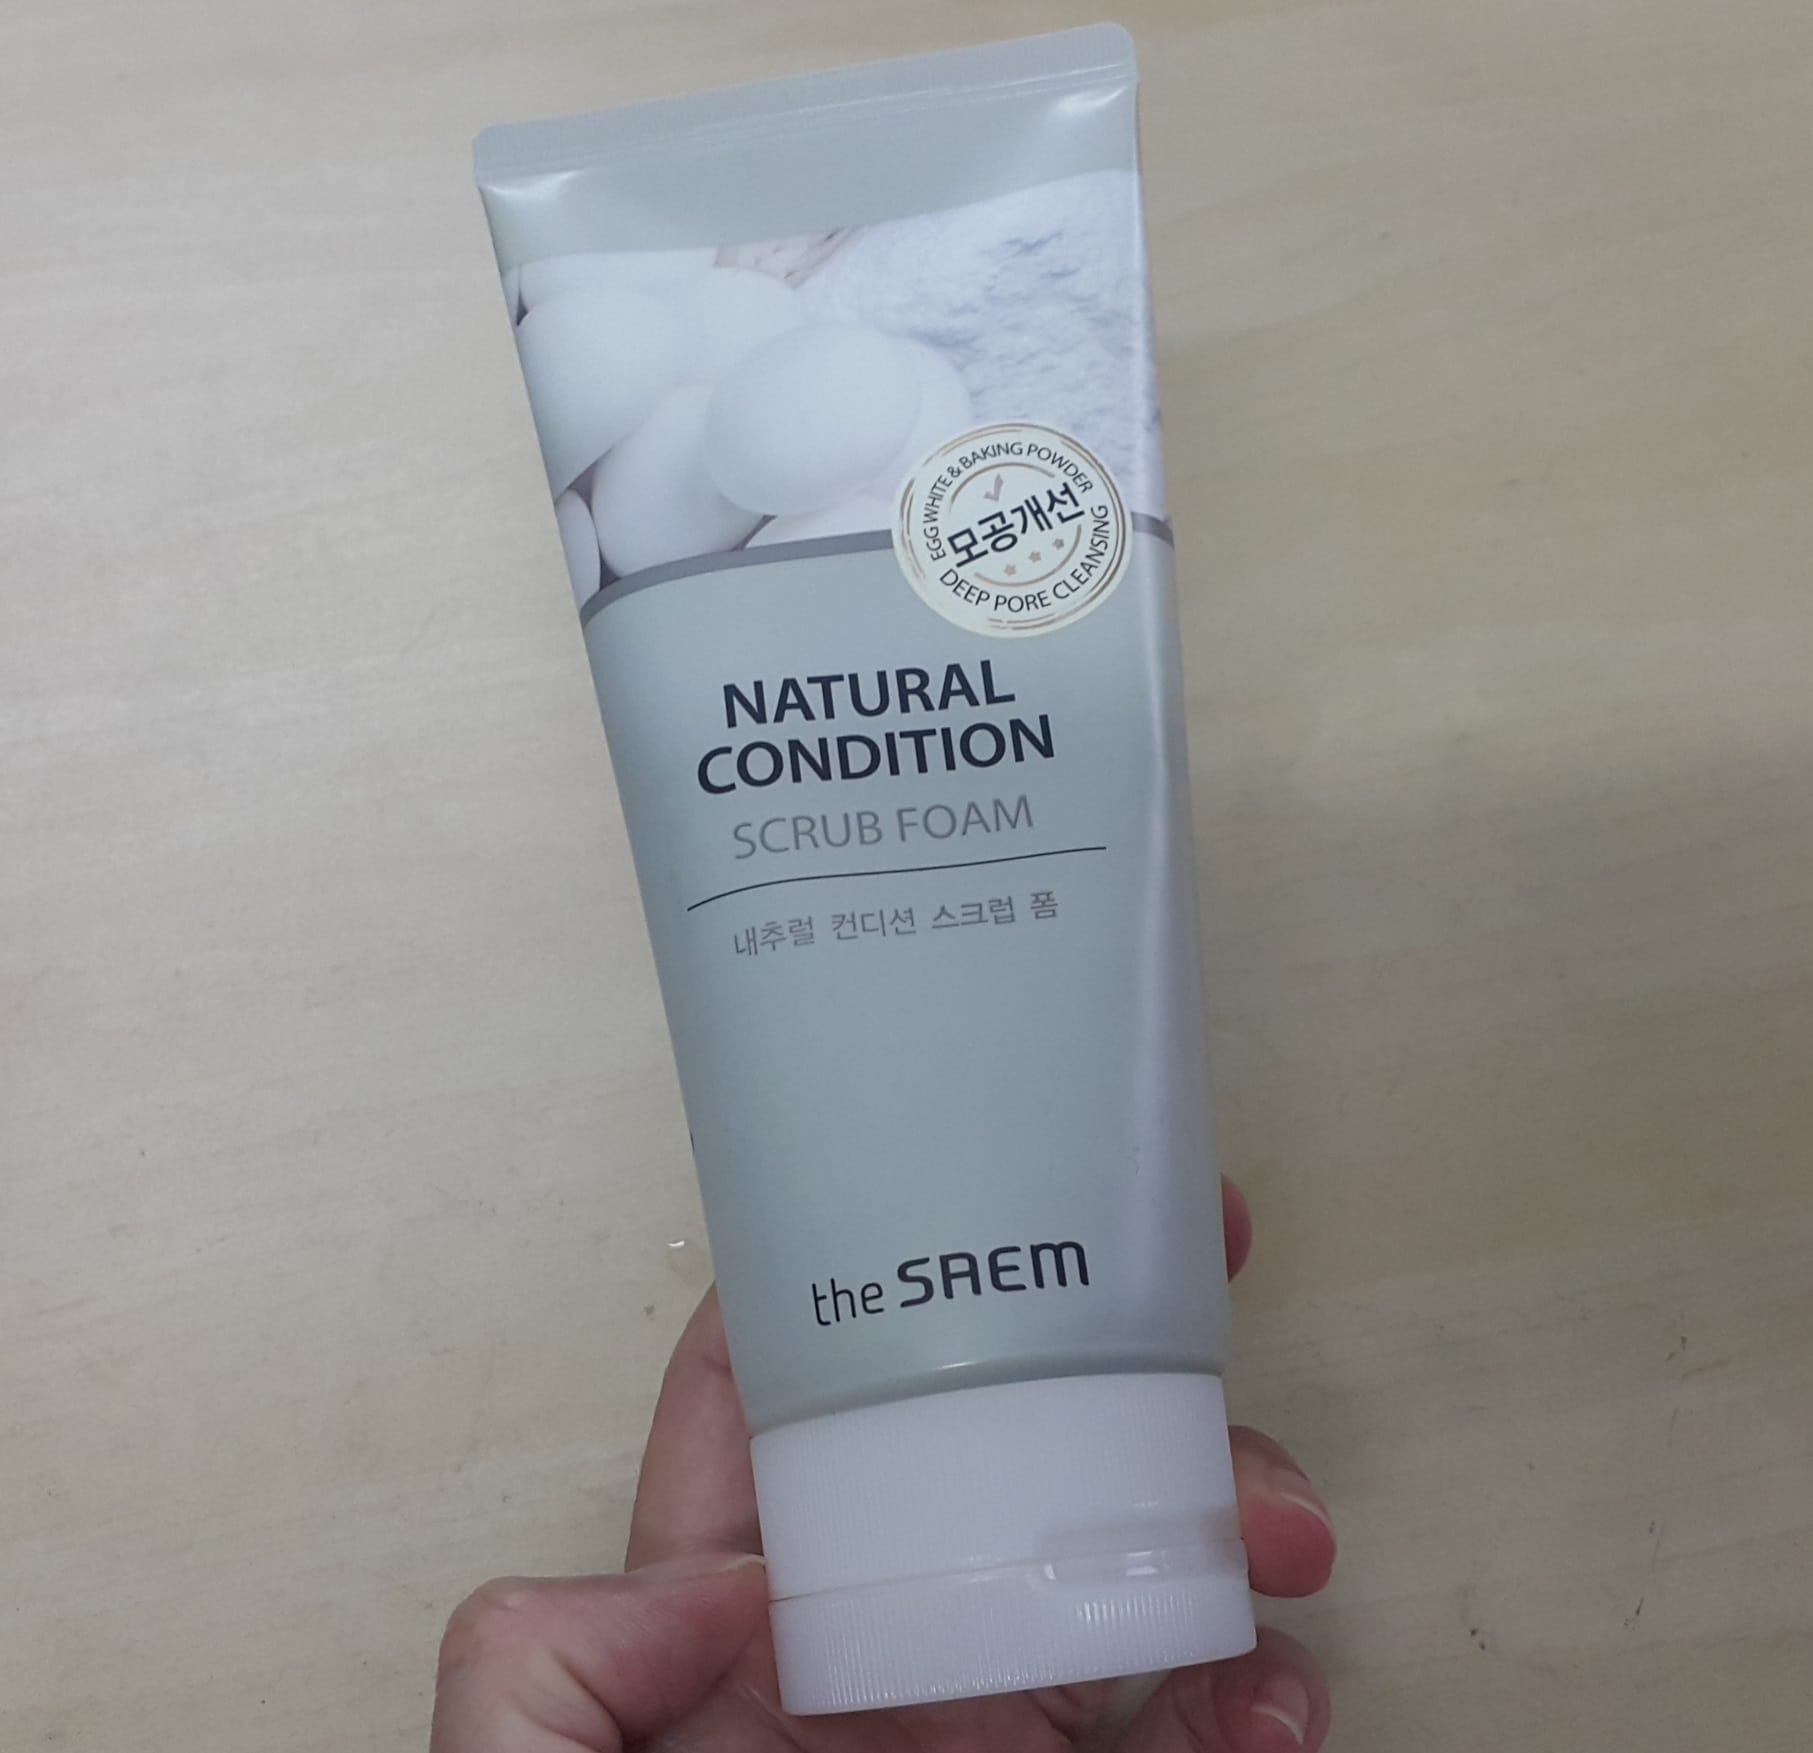 EGG WHITE & BAKING POWDER
모공개선
DEEP PORE CLEANSING
NATURAL
CONDITION
SCRUB FOAM
내추럴 컨디션 스크럽 폼
the SAEM